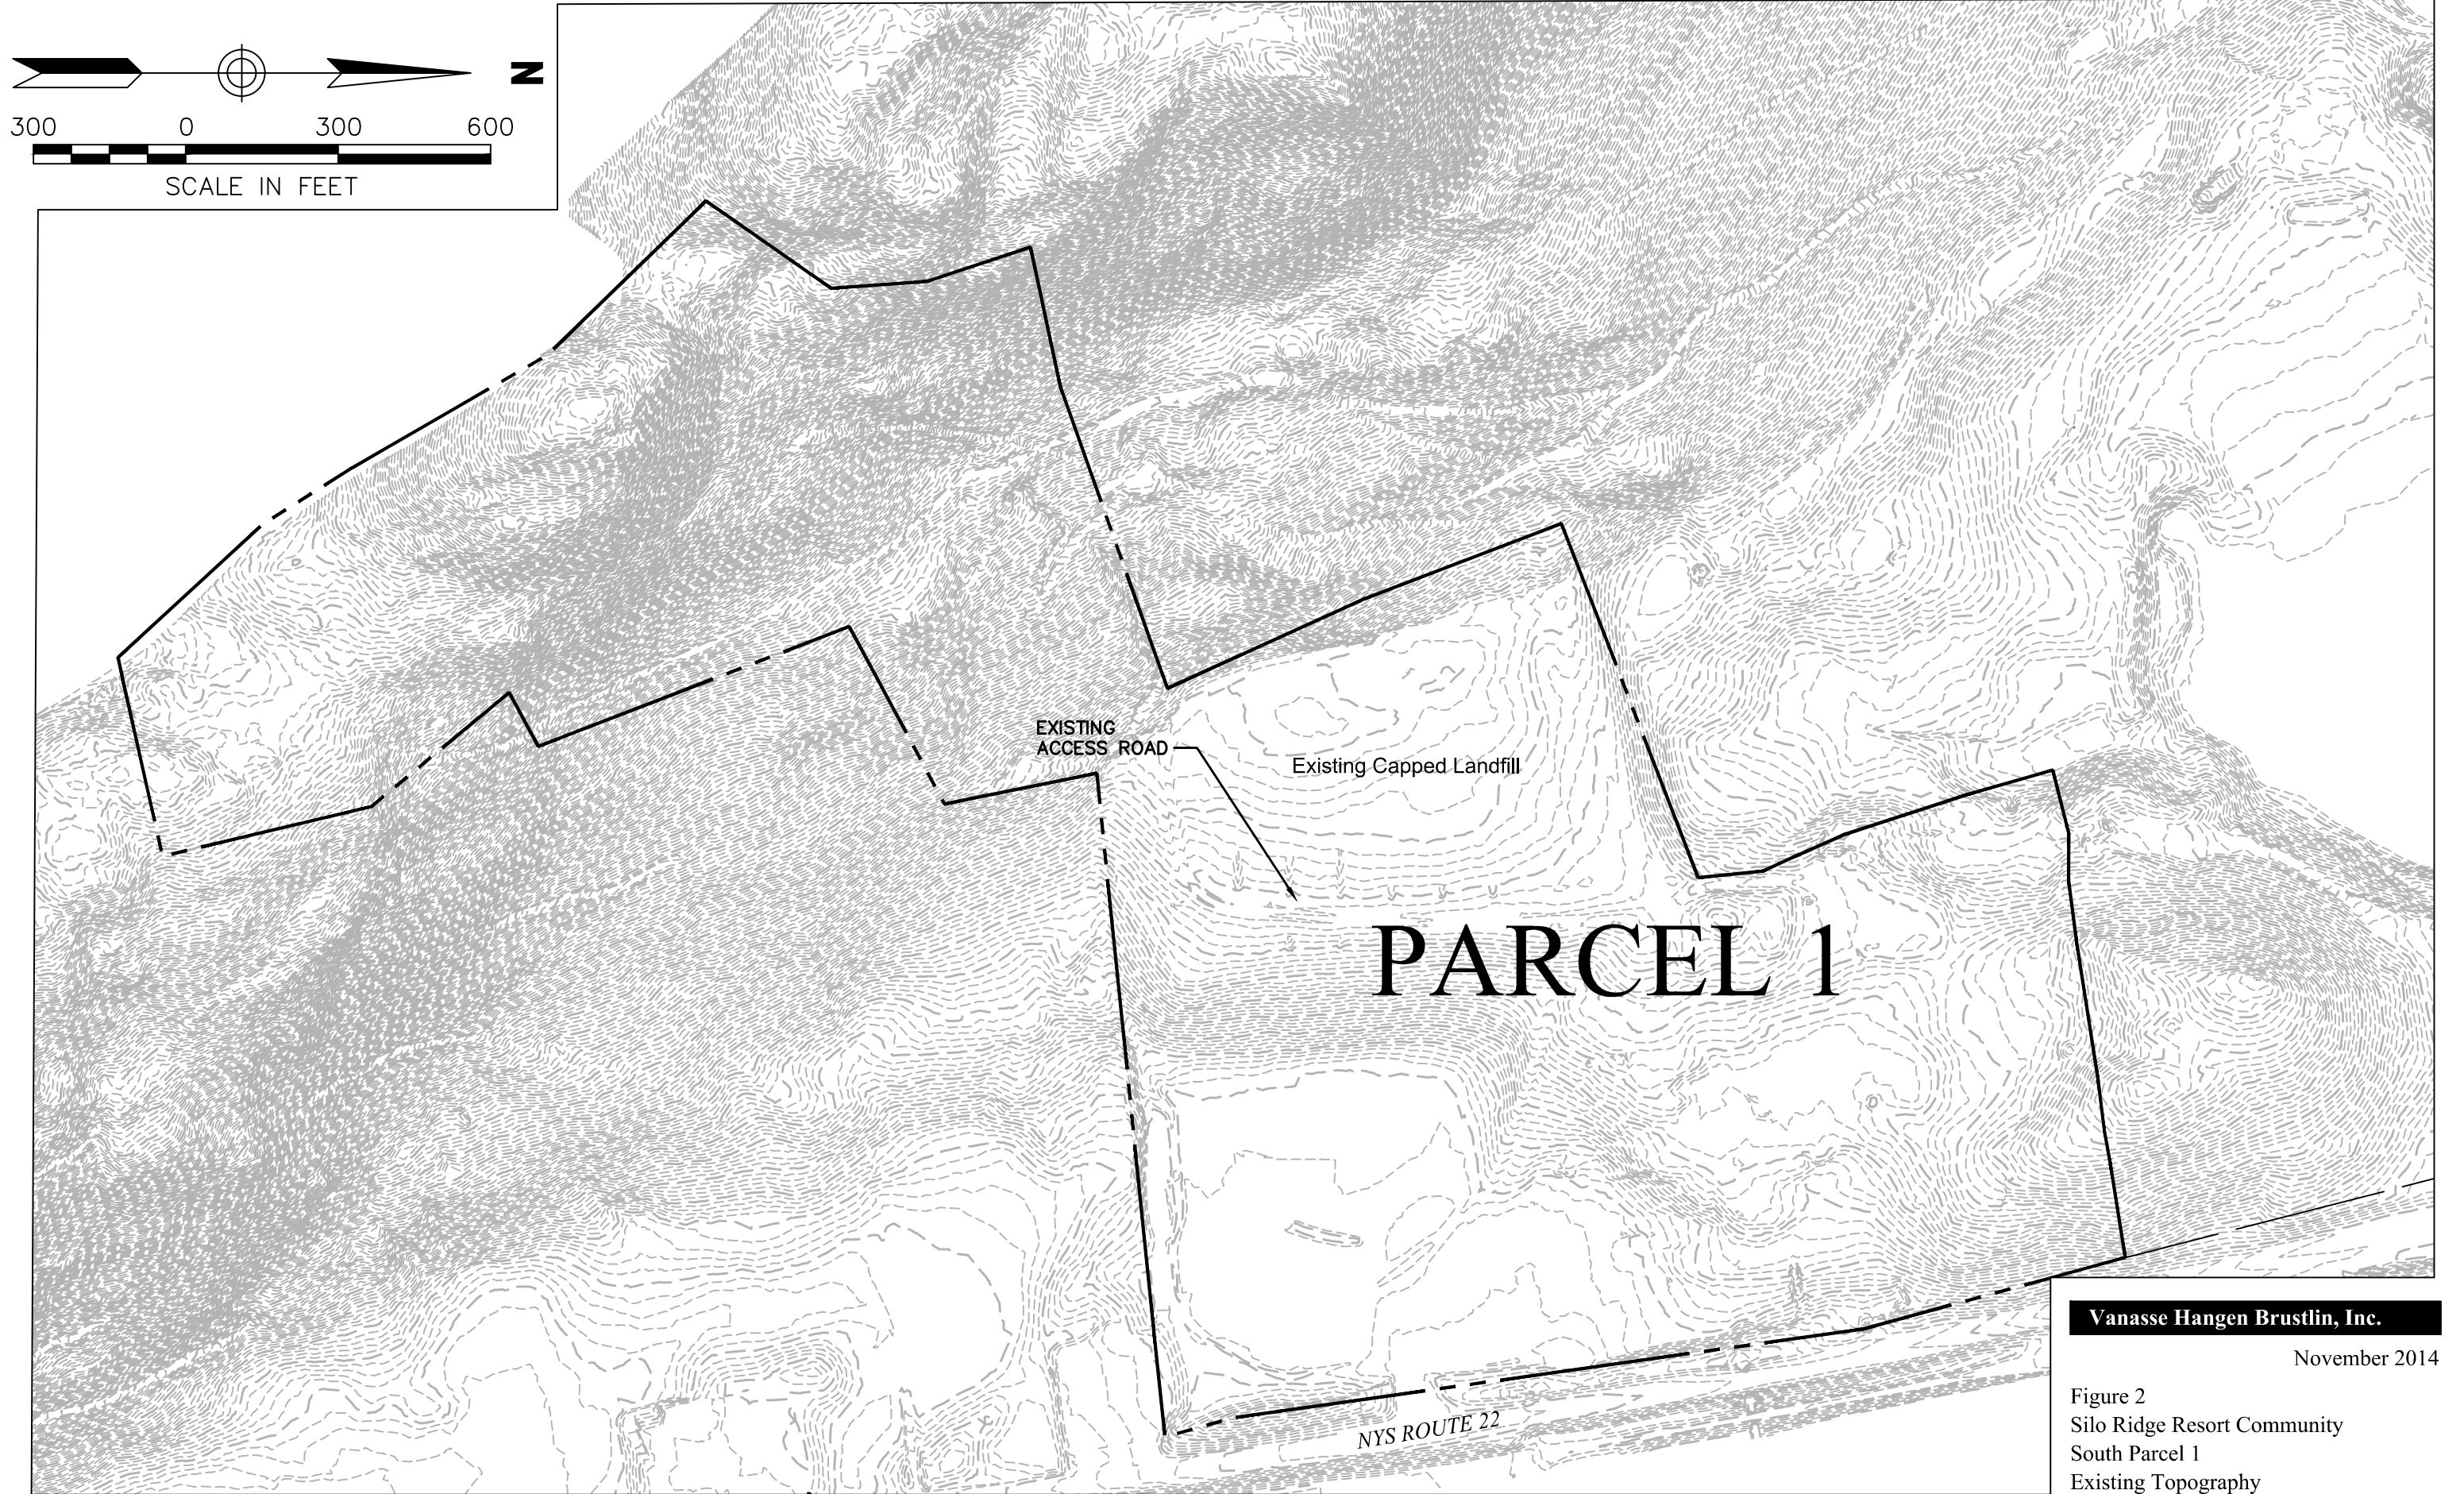 N
300 0 300 600
SCALE IN FEET
EXISTING
ACCESS ROAD
Existing Capped Landfill
PARCEL 1
NYS ROUTE 22
Vanasse Hangen Brustlin, Inc.
November 2014
Figure 2
Silo Ridge Resort Community
South Parcel 1
Existing Topography